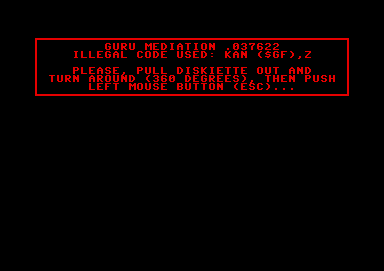 GURU MEDIATION .037622
ILLEGAL CODE USED: KAN ($GF),Z
PLEASE, PULL DISKIETTE OUT AND
TURN AROUND (360 DEGREES), THEN PUSH
LEFT MOUSE BUTTON (ESC)...